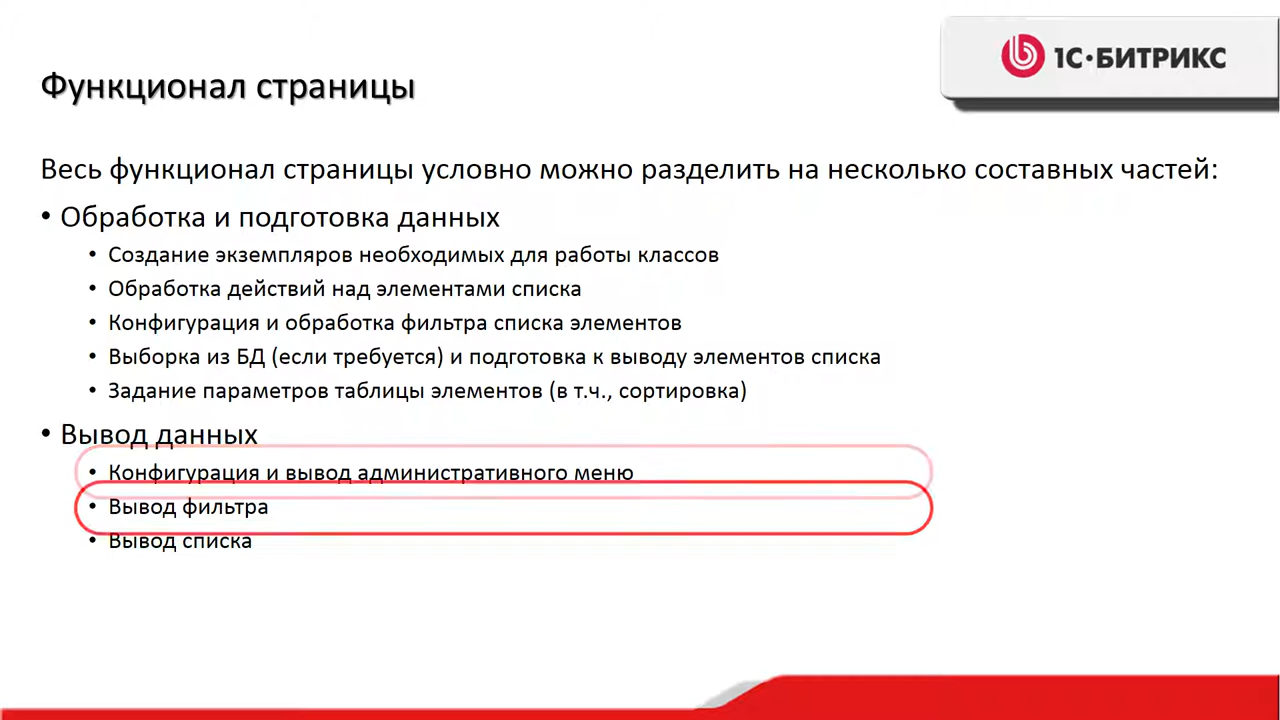 1С·БИТРИКС
Функционал страницы
Весь функционал страницы условно можно разделить на несколько составных частей:
• Обработка и подготовка данных
• Создание экземпляров необходимых для работы классов
• Обработка действий над элементами списка
• Конфигурация и обработка фильтра списка элементов
• Выборка из БД (если требуется) и подготовка к выводу элементов списка
• Задание параметров таблицы элементов (в т.ч., сортировка)
• Вывод данных
• Конфигурация и вывод административного меню
• Вывод фильтра
• Вывод списка